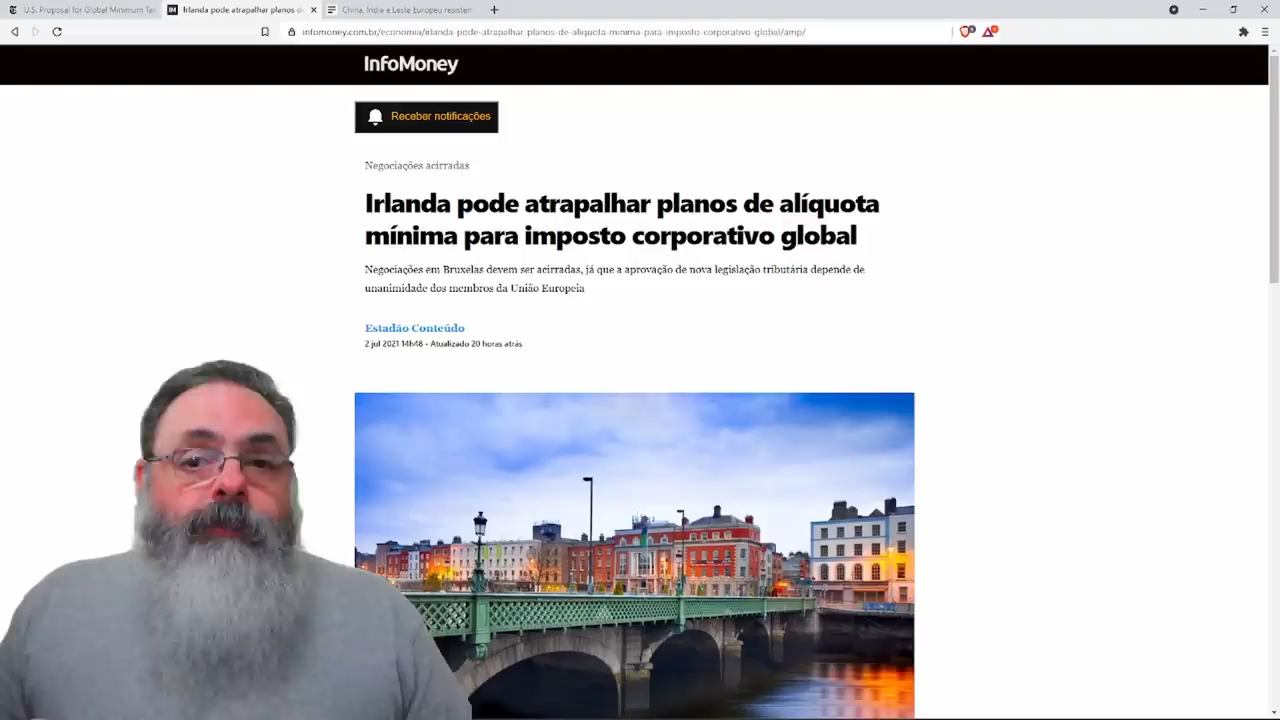 U.S. Proposal for Global Minimum Tax
Irlanda pode atrapalhar planos de
China, Índia e Leste Europeu resistem
infomoney.com.br/economia/irlanda-pode-atrapalhar-planos-de-aliquota-minima-para-imposto-corporativo-global/amp/
InfoMoney
Receber notificações
Negociações acirradas
Irlanda pode atrapalhar planos de alíquota
mínima para imposto corporativo global
Negociações em Bruxelas devem ser acirradas, já que a aprovação de nova legislação tributária depende de
unanimidade dos membros da União Europeia
Estadão Conteúdo
2 jul 2021 14h48 - Atualizado 20 horas atrás